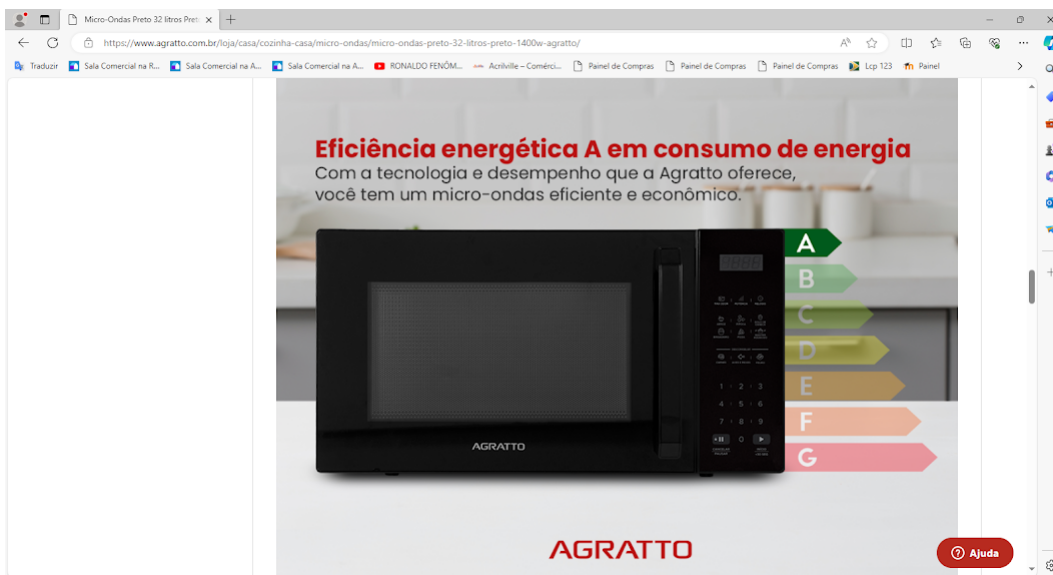 Micro-Ondas Preto 32 litros Pret
https://www.agratto.com.br/loja/casa/cozinha-casa/micro-ondas/micro-ondas-preto-32-litros-preto-1400w-agratto/
Traduzir Sala Comercial na R... Sala Comercial na A... Sala Comercial na A... RONALDO FENÔM... Acrilville – Comérci... Painel de Compras Painel de Compras Painel de Compras Lcp 123 Painel
Eficiência energética A em consumo de energia
Com a tecnologia e desempenho que a Agratto oferece,
você tem um micro-ondas eficiente e econômico.
A
B
C
D
E
F
G
1 2 3
4 5 6
7 8 9
0
AGRATTO
AGRATTO
Ajuda